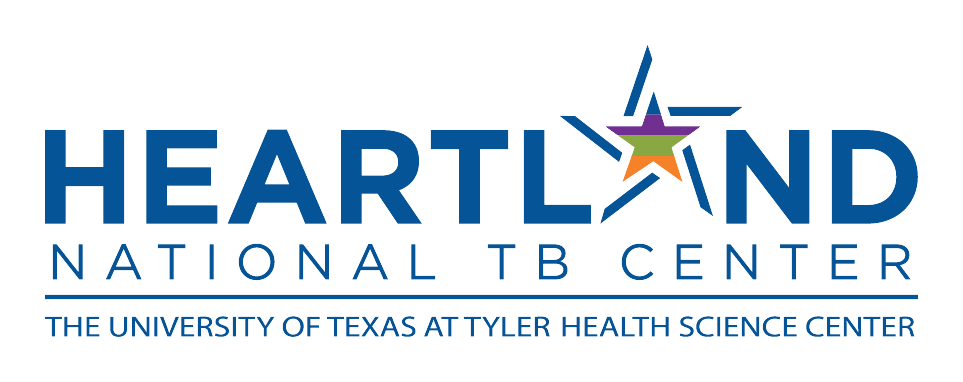 HEARTLAND
NATIONAL TB CENTER
THE UNIVERSITY OF TEXAS AT TYLER HEALTH SCIENCE CENTER